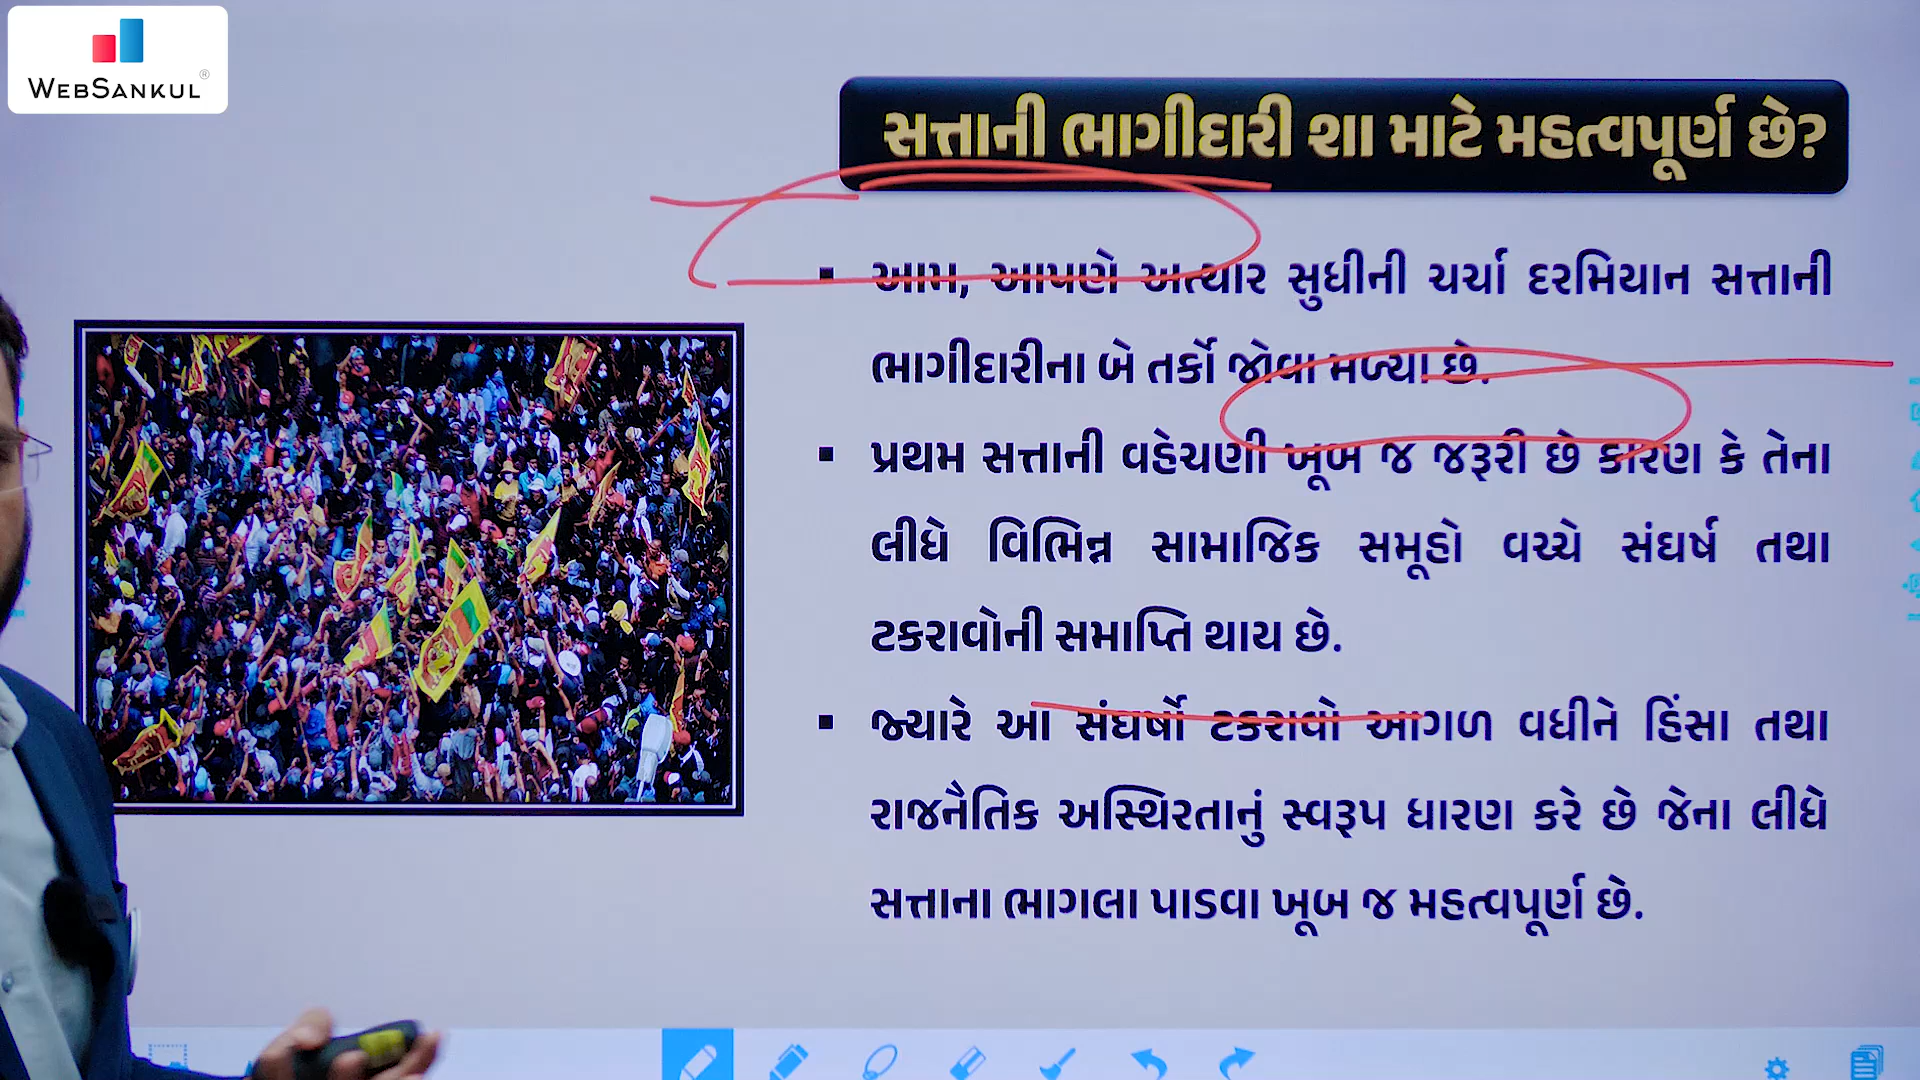 WEBSANKUL®
સત્તાની ભાગીદારી શા માટે મહત્વપૂર્ણ છે?
▪ આમ, આપણે અત્યાર સુધીની ચર્ચા દરમિયાન સત્તાની
ભાગીદારીના બે તર્કો જોવા મળ્યા છે.
▪ પ્રથમ સત્તાની વહેચણી ખૂબ જ જરૂરી છે કારણ કે તેના
લીધે વિભિન્ન સામાજિક સમૂહો વચ્ચે સંઘર્ષ તથા
ટકરાવોની સમાપ્તિ થાય છે.
▪ જ્યારે આ સંઘર્ષો ટકરાવો આગળ વધીને હિંસા તથા
રાજનૈતિક અસ્થિરતાનું સ્વરૂપ ધારણ કરે છે જેના લીધે
સત્તાના ભાગલા પાડવા ખૂબ જ મહત્વપૂર્ણ છે.